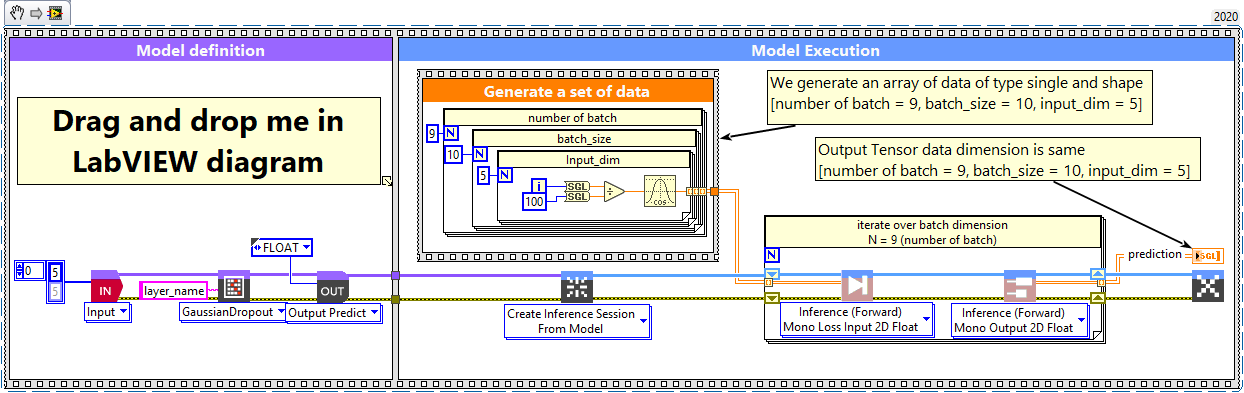 2020
Model definition
Drag and drop me in
LabVIEW diagram
0
5
5
IN
Input
layer_name
GaussianDropout
FLOAT
OUT
Output Predict
Model Execution
Generate a set of data
number of batch
9
N
batch_size
10
N
Input_dim
5
N
i
100
SGL
SGL
÷
COS
We generate an array of data of type single and shape
[number of batch = 9, batch_size = 10, input_dim = 5]
Output Tensor data dimension is same
[number of batch = 9, batch_size = 10, input_dim = 5]
Create Inference Session
From Model
iterate over batch dimension
N = 9 (number of batch)
N
Inference (Forward)
Mono Loss Input 2D Float
Inference (Forward)
Mono Output 2D Float
prediction
SGL